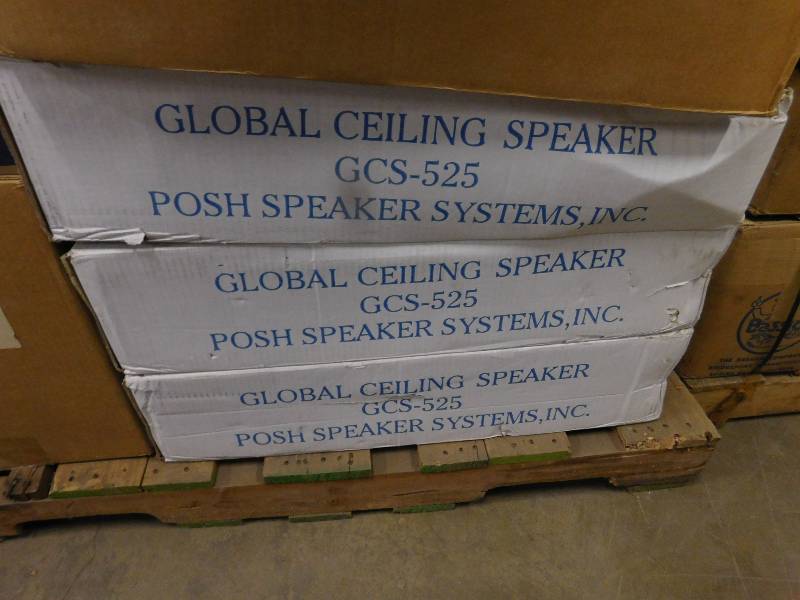 GLOBAL CEILING SPEAKER
GCS-525
POSH SPEAKER SYSTEMS, INC.
GLOBAL CEILING SPEAKER
GCS-525
POSH SPEAKER SYSTEMS, INC.
GLOBAL CEILING SPEAKER
GCS-525
POSH SPEAKER SYSTEMS, INC.